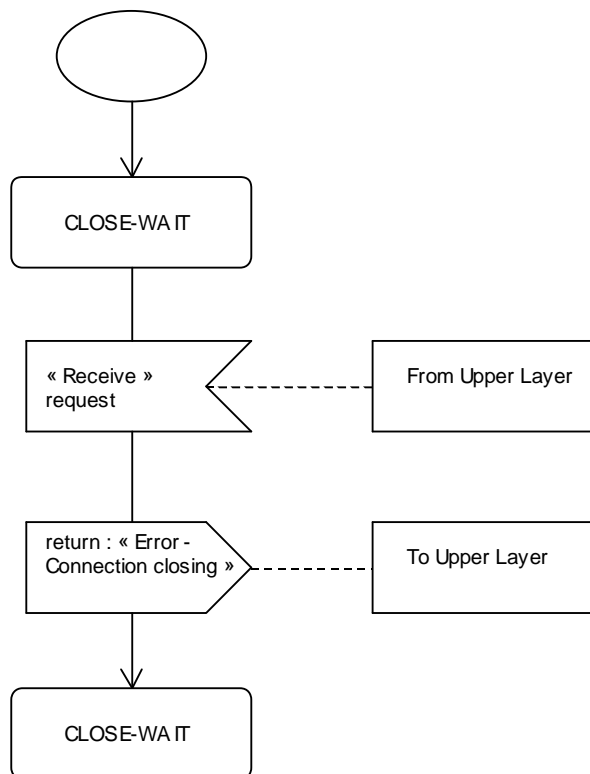 CLOSE-WAIT
« Receive »
request
From Upper Layer
return : « Error -
Connection closing »
To Upper Layer
CLOSE-WAIT